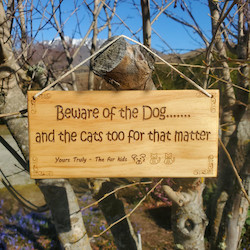 Beware of the Dog.......
and the cats too for that matter
Yours Truly - The fur kids